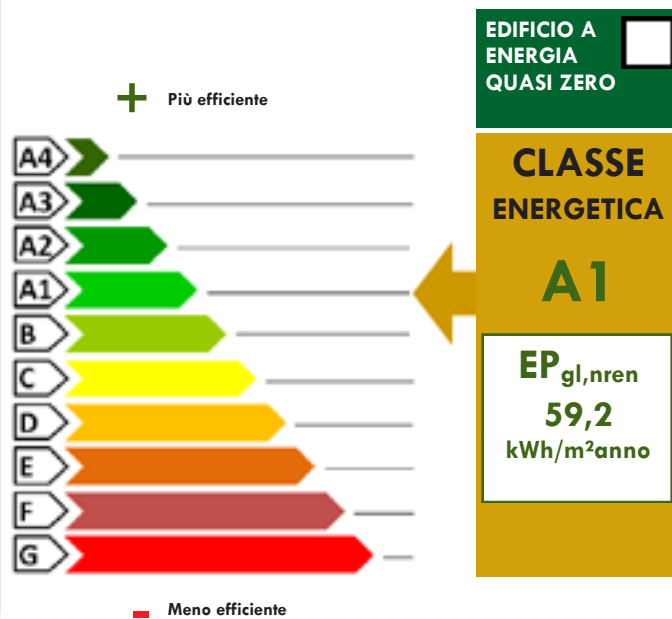 EDIFICIO A
ENERGIA
QUASI ZERO
+ Più efficiente
A4
A3
A2
A1
B
C
D
E
F
G
- Meno efficiente
CLASSE
ENERGETICA
A1
EPgl,nren
59,2
kWh/m²anno